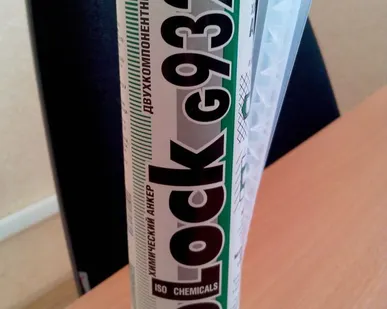 ДВУХКОМПОНЕНТН
Lock G932
ХИМИЧЕСКИЙ АНКЕР
ISO CHEMICALS